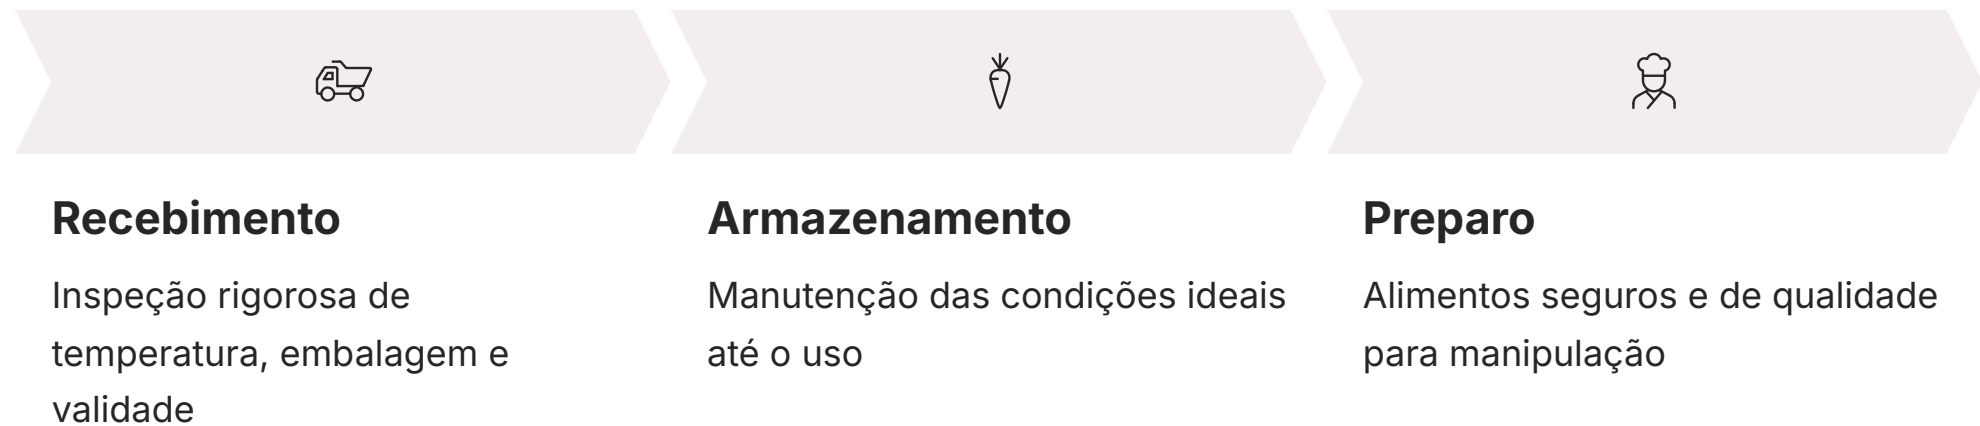 Recebimento
Inspeção rigorosa de
temperatura, embalagem e
validade
Armazenamento
Manutenção das condições ideais
até o uso
Preparo
Alimentos seguros e de qualidade
para manipulação